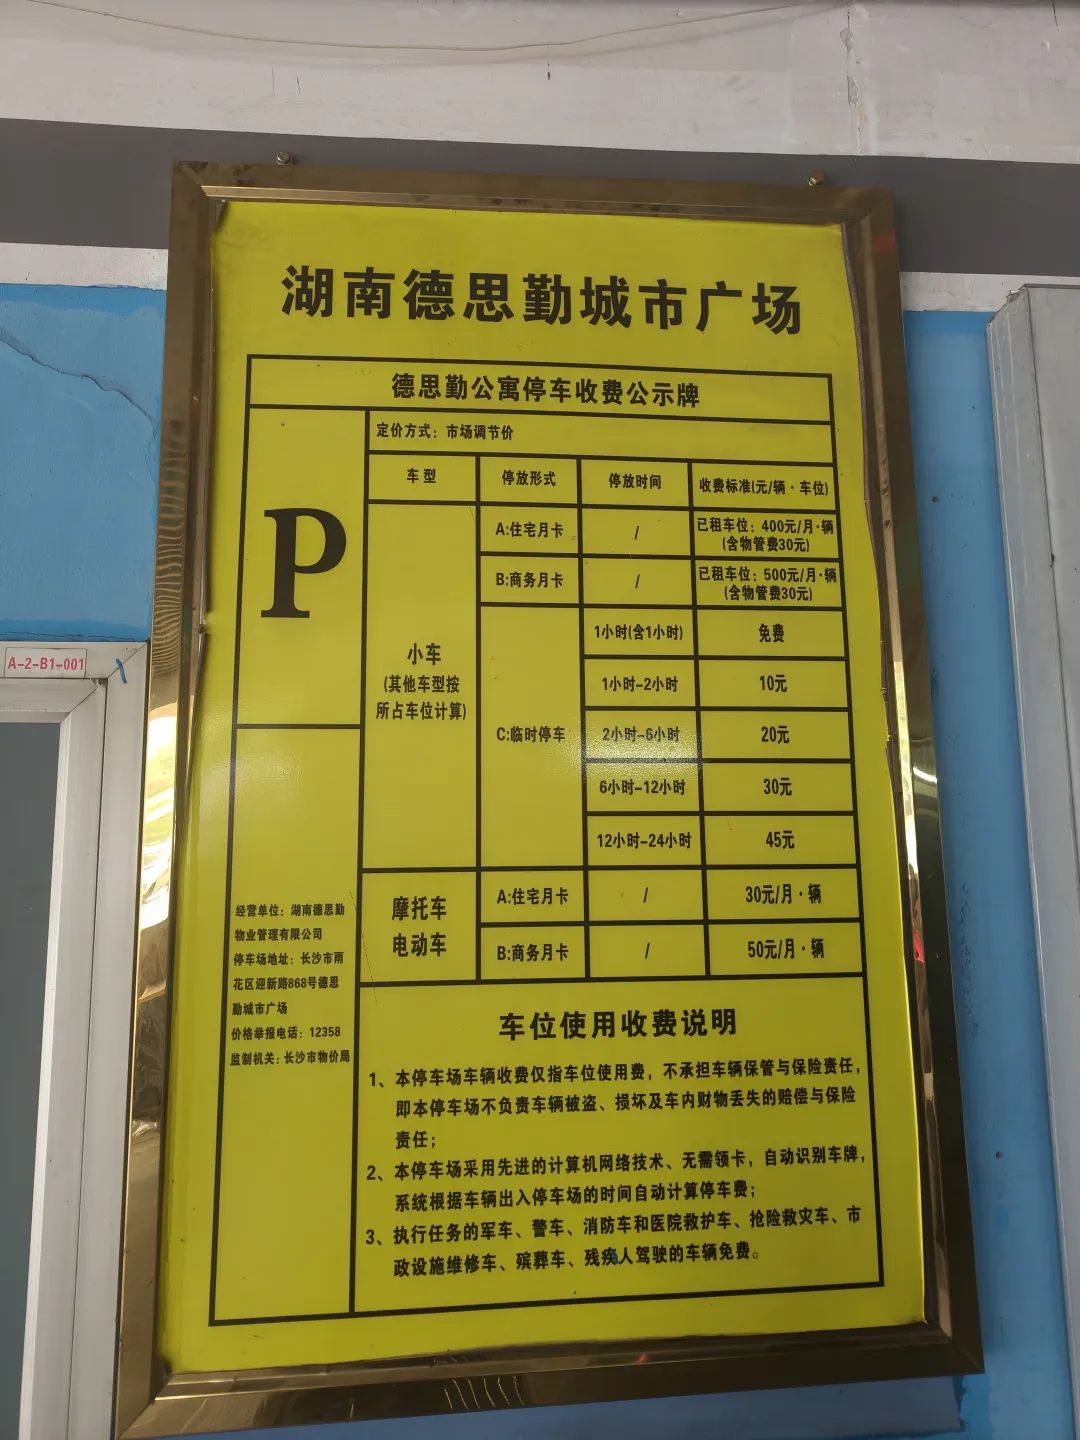 湖南德思勤城市广场
德思勤公寓停车收费公示牌
P
定价方式：市场调节价
车型 停放形式 停放时间 收费标准(元/辆·车位)
小车
(其他车型按
所占车位计算)
A:住宅月卡 / 已租车位：400元/月·辆
(含物管费30元)
B:商务月卡 / 已租车位：500元/月·辆
(含物管费30元)
C:临时停车
1小时(含1小时) 免费
1小时-2小时 10元
2小时-6小时 20元
6小时-12小时 30元
12小时-24小时 45元
摩托车
电动车
A:住宅月卡 / 30元/月·辆
B:商务月卡 / 50元/月·辆
经营单位：湖南德思勤
物业管理有限公司
停车场地址：长沙市雨
花区迎新路868号德思
勤城市广场
价格举报电话：12358
监制机关：长沙市物价局
车位使用收费说明
1、本停车场车辆收费仅指车位使用费，不承担车辆保管与保险责任，
即本停车场不负责车辆被盗、损坏及车内财物丢失的赔偿与保险
责任；
2、本停车场采用先进的计算机网络技术、无需领卡，自动识别车牌，
系统根据车辆出入停车场的时间自动计算停车费；
3、执行任务的军车、警车、消防车和医院救护车、抢险救灾车、市
政设施维修车、殡葬车、残疾人驾驶的车辆免费。
A-2-B1-001